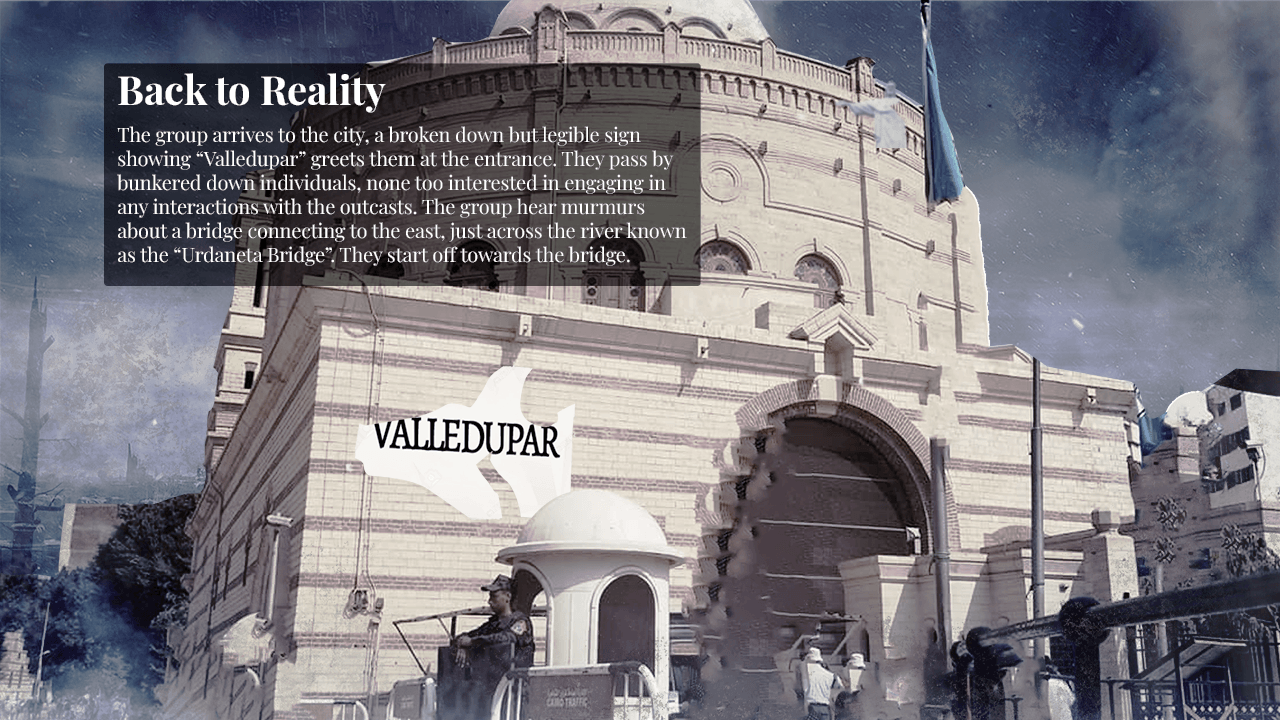 Back to Reality
The group arrives to the city, a broken down but legible sign
showing “Valledupar” greets them at the entrance. They pass by
bunkered down individuals, none too interested in engaging in
any interactions with the outcasts. The group hear murmurs
about a bridge connecting to the east, just across the river known
as the “Urdaneta Bridge”. They start off towards the bridge.
VALLEDUPAR
CAIRO TRAFFIC